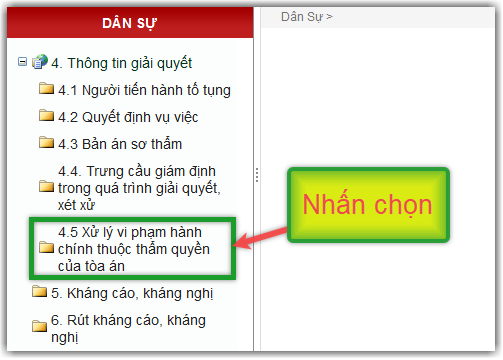 DÂN SỰ
Dân Sự >
4. Thông tin giải quyết
4.1 Người tiến hành tố tụng
4.2 Quyết định vụ việc
4.3 Bản án sơ thẩm
4.4. Trưng cầu giám định
trong quá trình giải quyết,
xét xử
4.5 Xử lý vi phạm hành
chính thuộc thẩm quyền
của tòa án
Nhấn chọn
5. Kháng cáo, kháng nghị
6. Rút kháng cáo, kháng
nghị